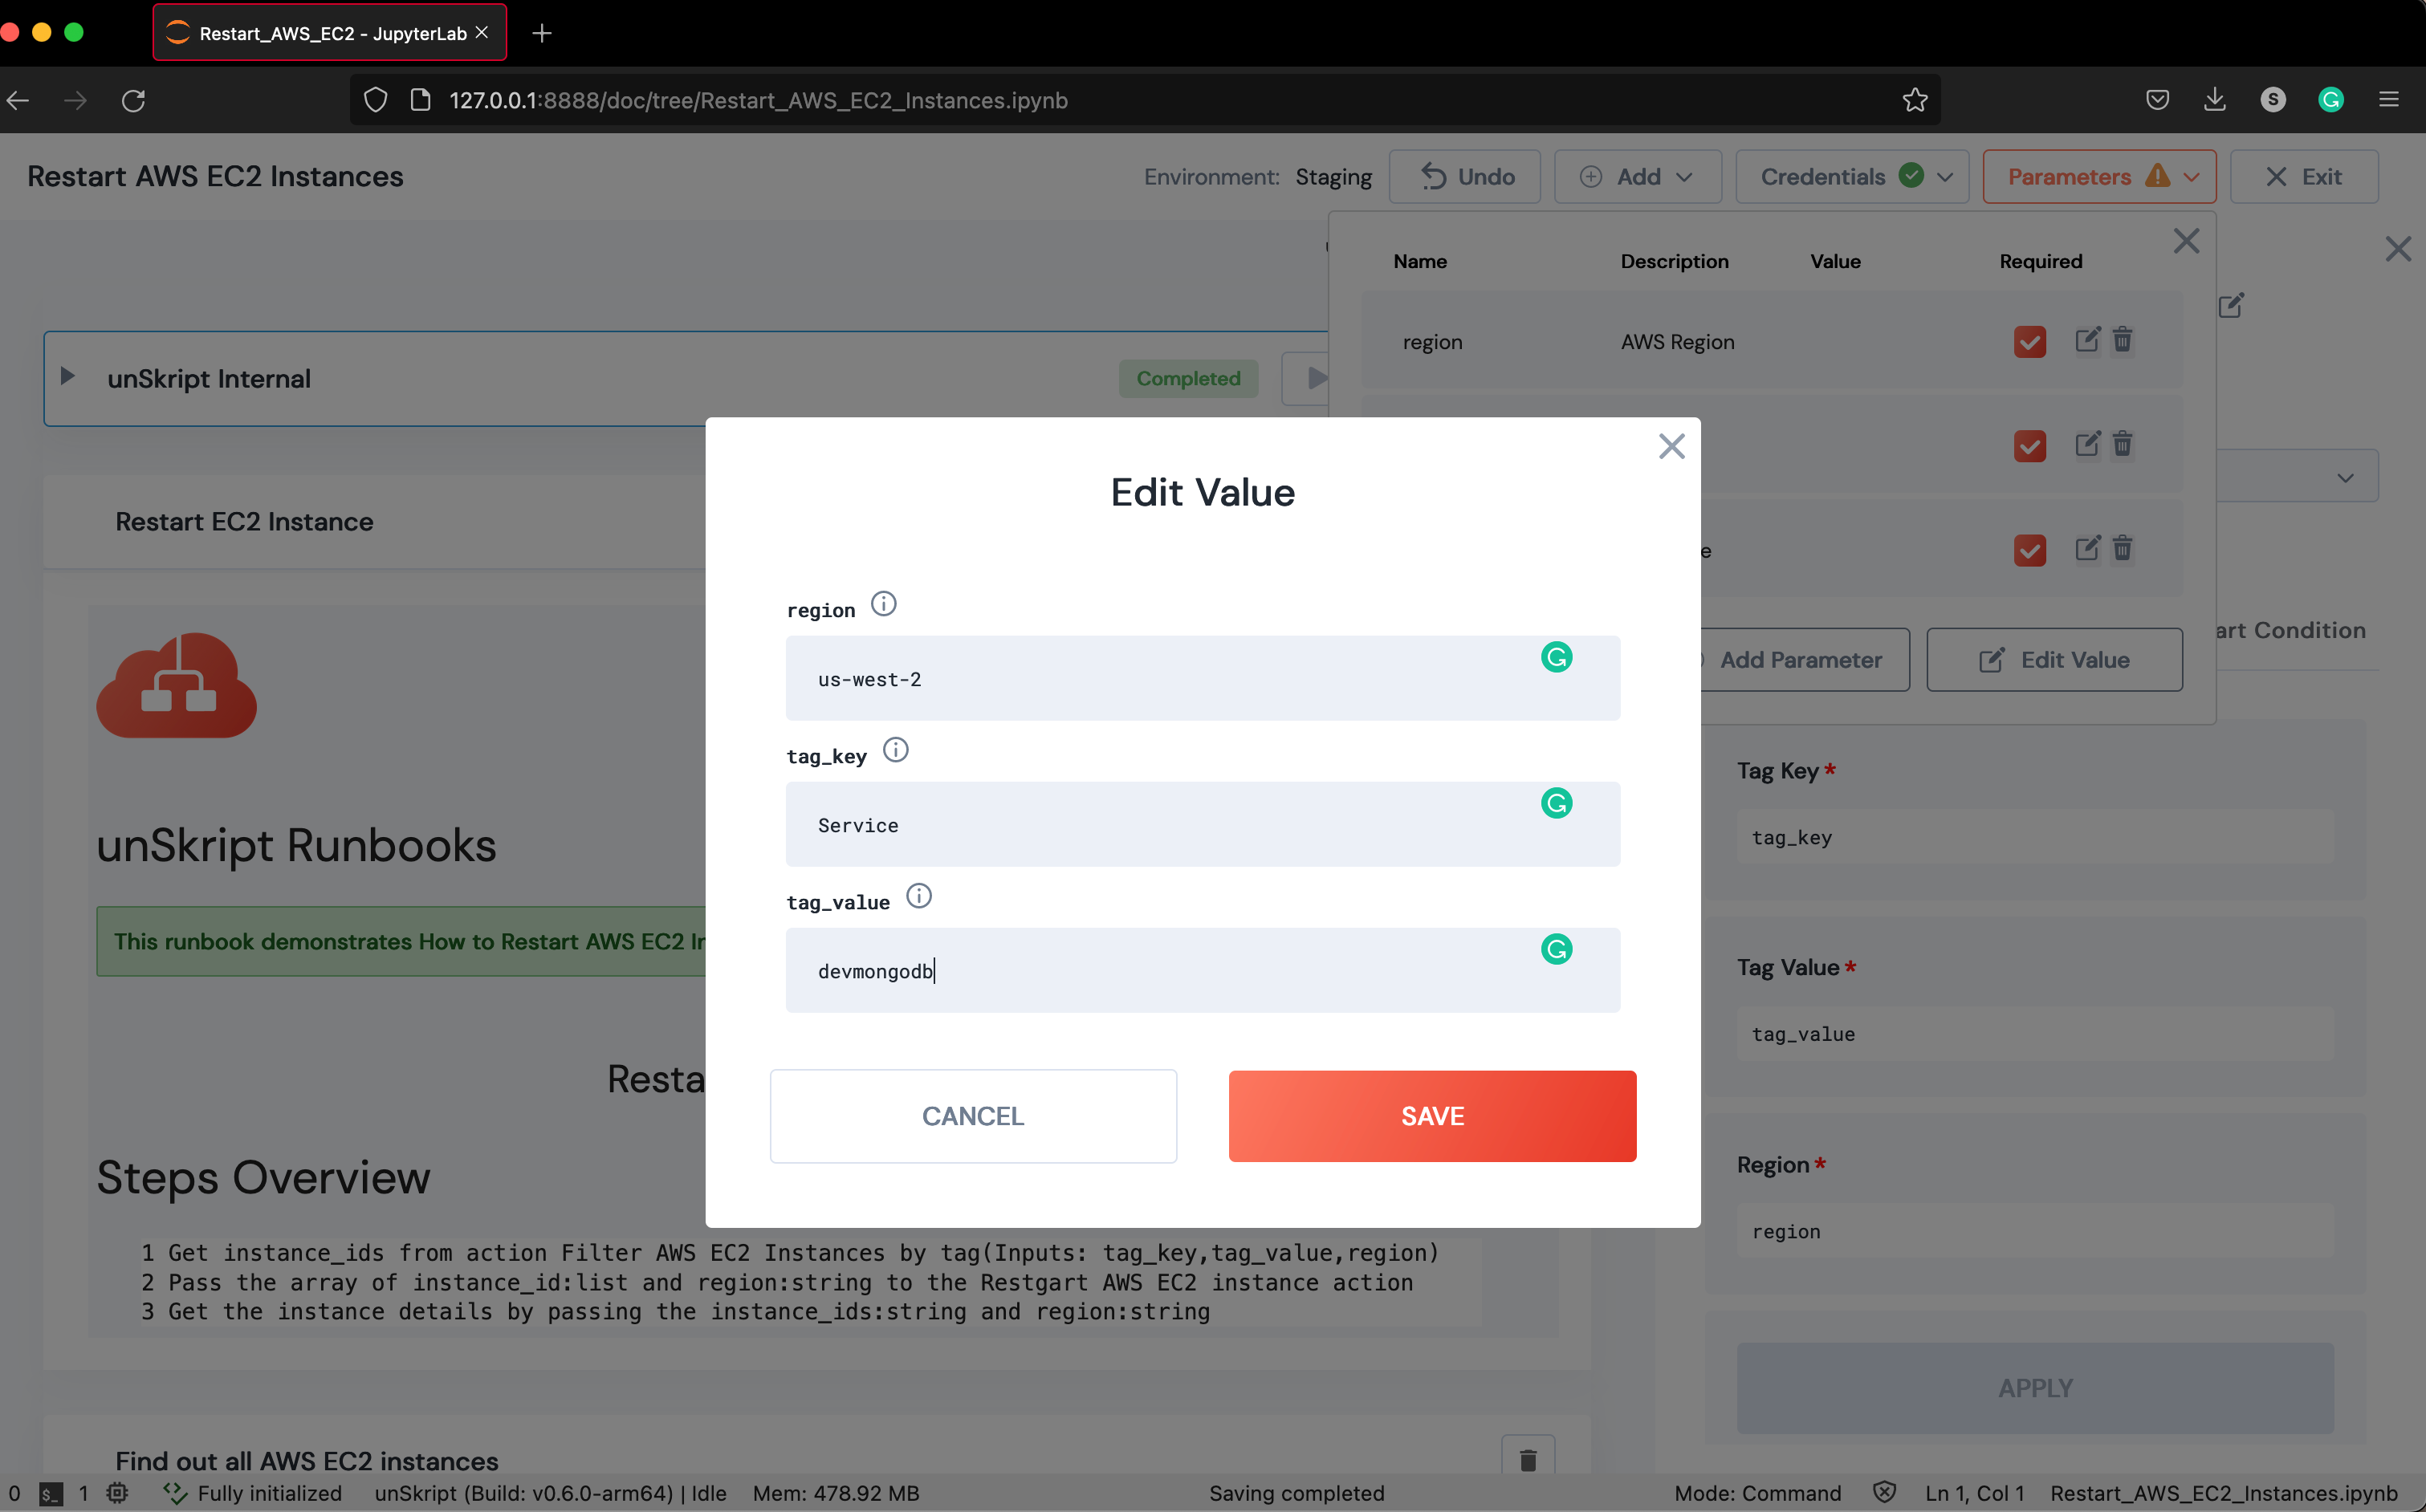 Restart_AWS_EC2 - JupyterLab
127.0.0.1:8888/doc/tree/Restart_AWS_EC2_Instances.ipynb
S
Restart AWS EC2 Instances
Environment: Staging
Undo
Add
Credentials
Parameters
Exit
Name Description Value Required
region AWS Region
unSkript Internal
Completed
Restart EC2 Instance
Edit Value
region
us-west-2
tag_key
Service
tag_value
devmongodb
CANCEL
SAVE
e
Add Parameter
Edit Value
art Condition
unSkript Runbooks
This runbook demonstrates How to Restart AWS EC2 In
Resta
Steps Overview
1 Get instance_ids from action Filter AWS EC2 Instances by tag(Inputs: tag_key,tag_value,region)
2 Pass the array of instance_id:list and region:string to the Restgart AWS EC2 instance action
3 Get the instance details by passing the instance_ids:string and region:string
Tag Key*
tag_key
Tag Value*
tag_value
Region*
region
APPLY
Find out all AWS EC2 instances
0 $_ 1 Fully initialized unSkript (Build: v0.6.0-arm64) | Idle Mem: 478.92 MB Saving completed Mode: Command Ln 1, Col 1 Restart_AWS_EC2_Instances.ipynb